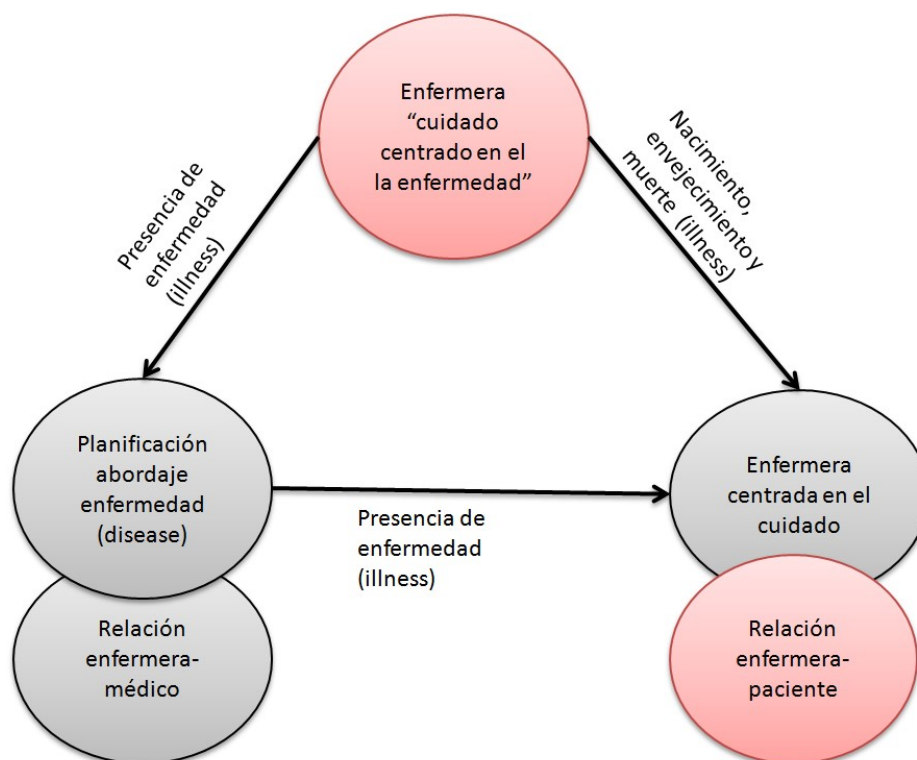 Enfermera
“cuidado
centrado en el
la enfermedad”
Presencia de
enfermedad
(illness)
Nacimiento,
envejecimiento y
muerte (illness)
Planificación
abordaje
enfermedad
(disease)
Presencia de
enfermedad
(illness)
Enfermera
centrada en el
cuidado
Relación
enfermera-
médico
Relación
enfermera-
paciente